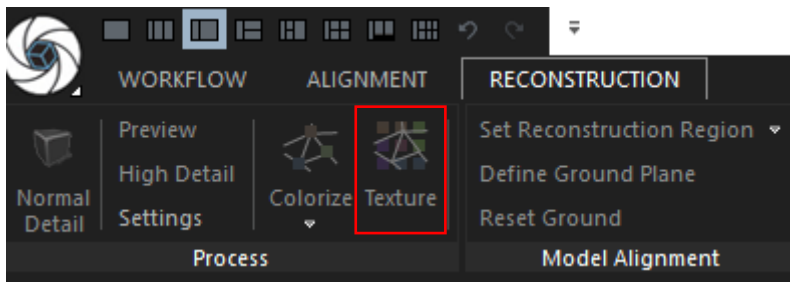 WORKFLOW ALIGNMENT RECONSTRUCTION
Normal
Detail
Preview
High Detail
Settings
Colorize
Texture
Process
Set Reconstruction Region
Define Ground Plane
Reset Ground
Model Alignment